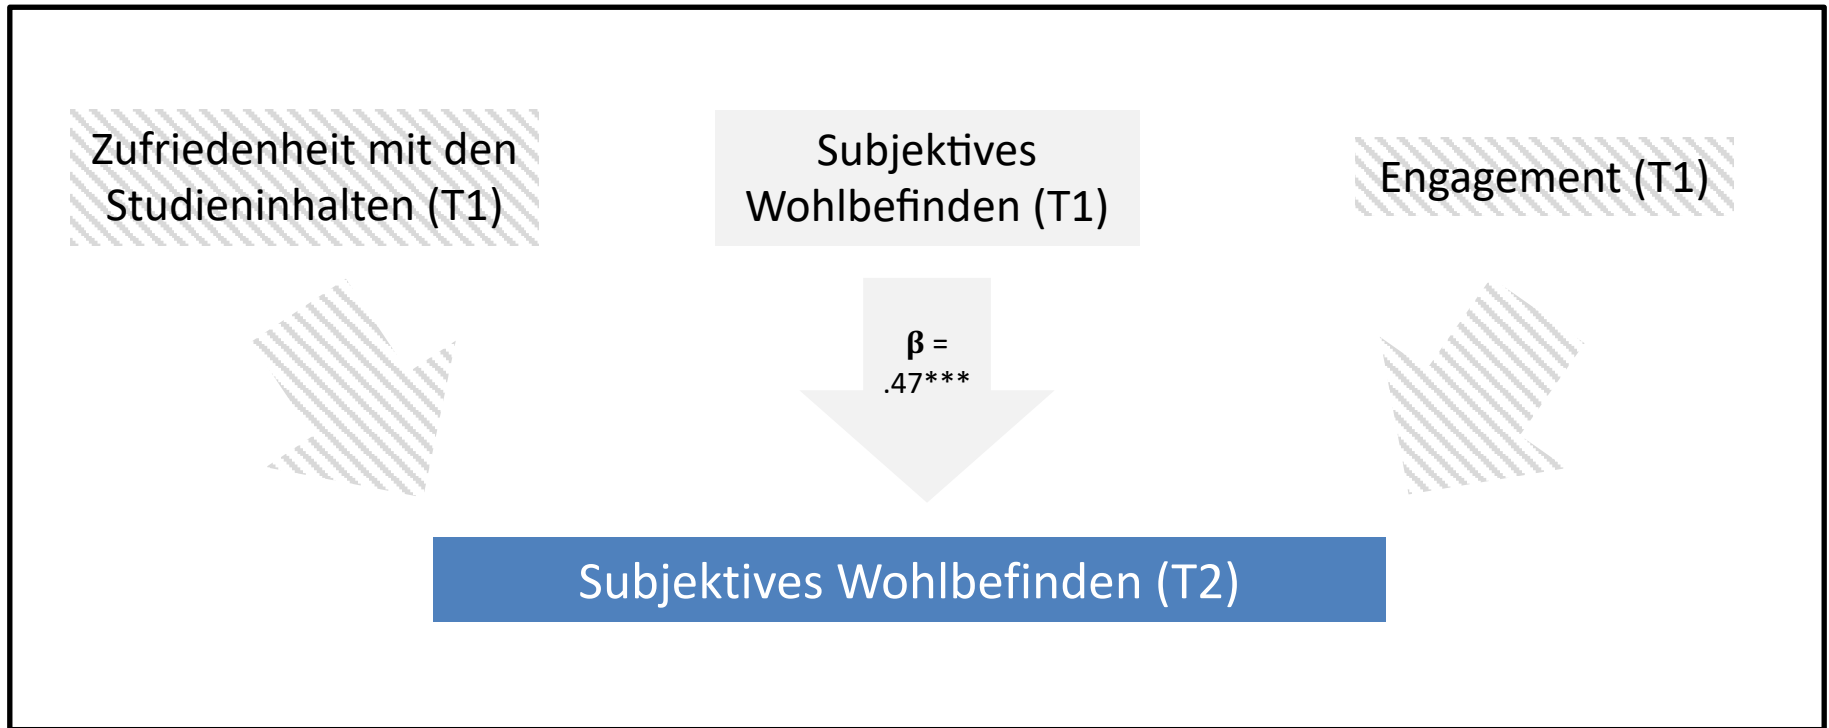 Zufriedenheit mit den
Studieninhalten (T1)
Subjektives
Wohlbefinden (T1)
Engagement (T1)
β =
.47***
Subjektives Wohlbefinden (T2)